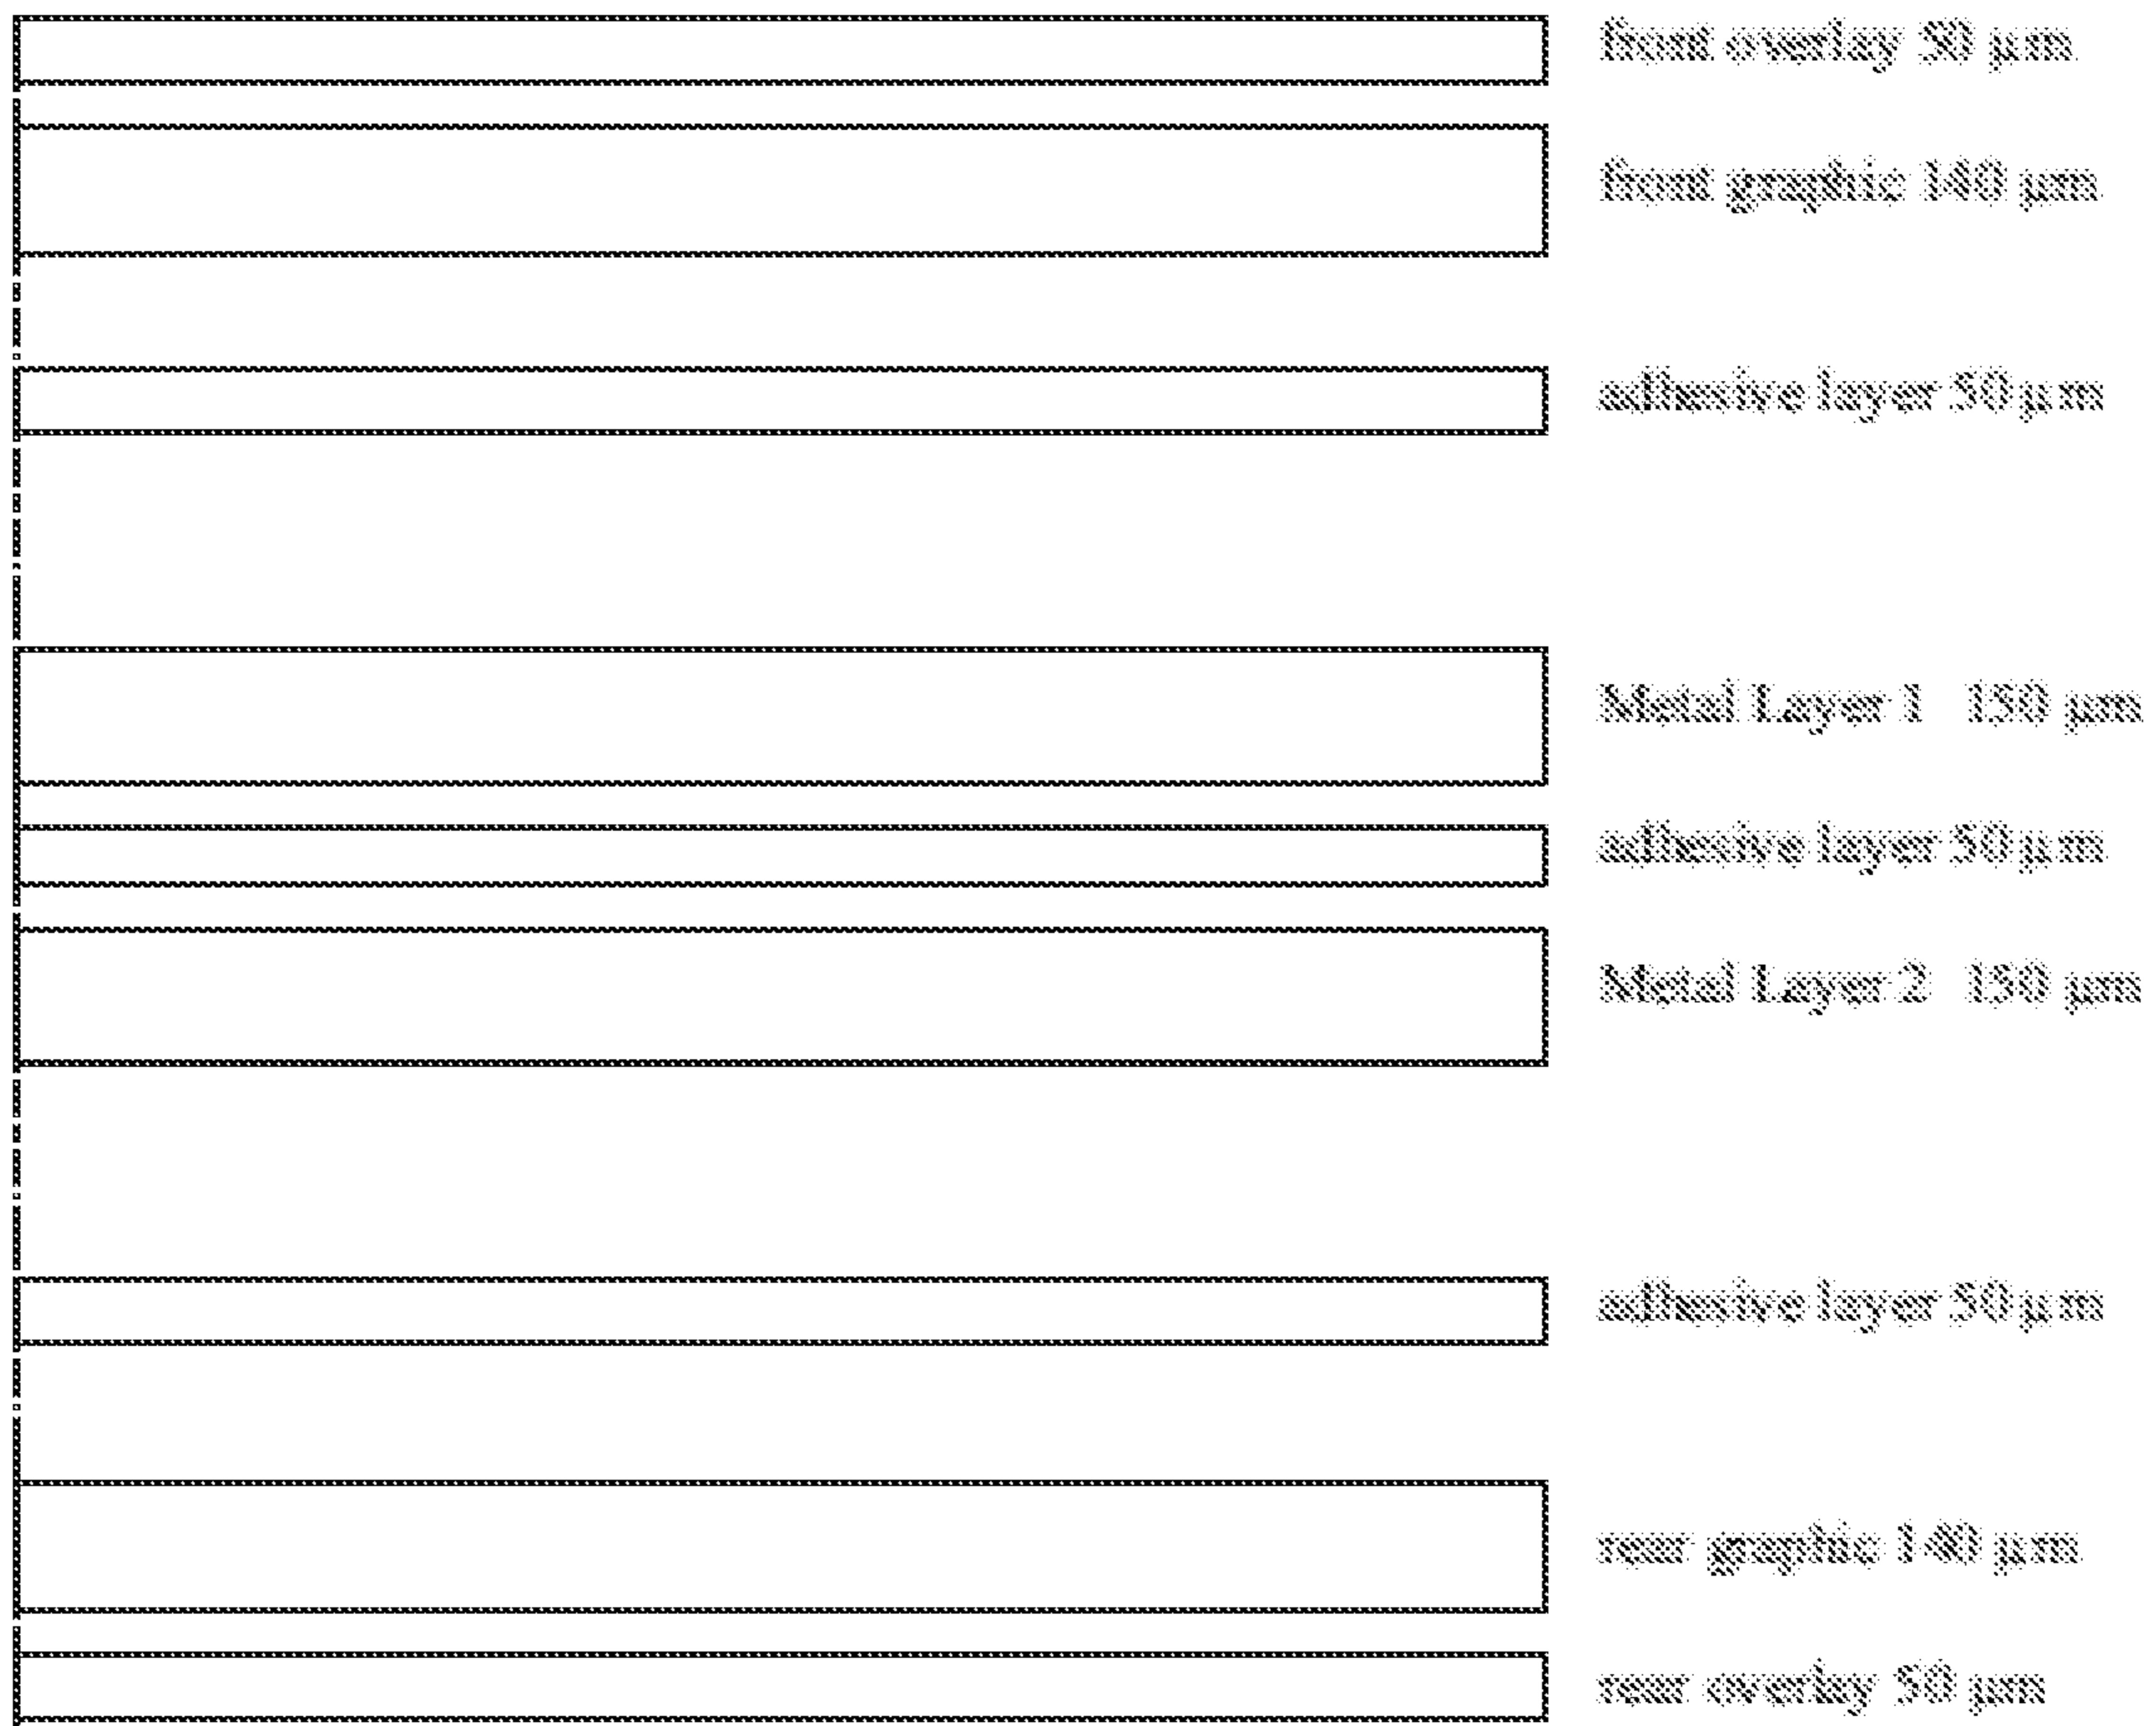 front overlay 50 µm
front graphic 140 µm
adhesive layer 50 µm
Metal Layer 1 150 µm
adhesive layer 50 µm
Metal Layer 2 150 µm
adhesive layer 50 µm
rear graphic 140 µm
rear overlay 50 µm